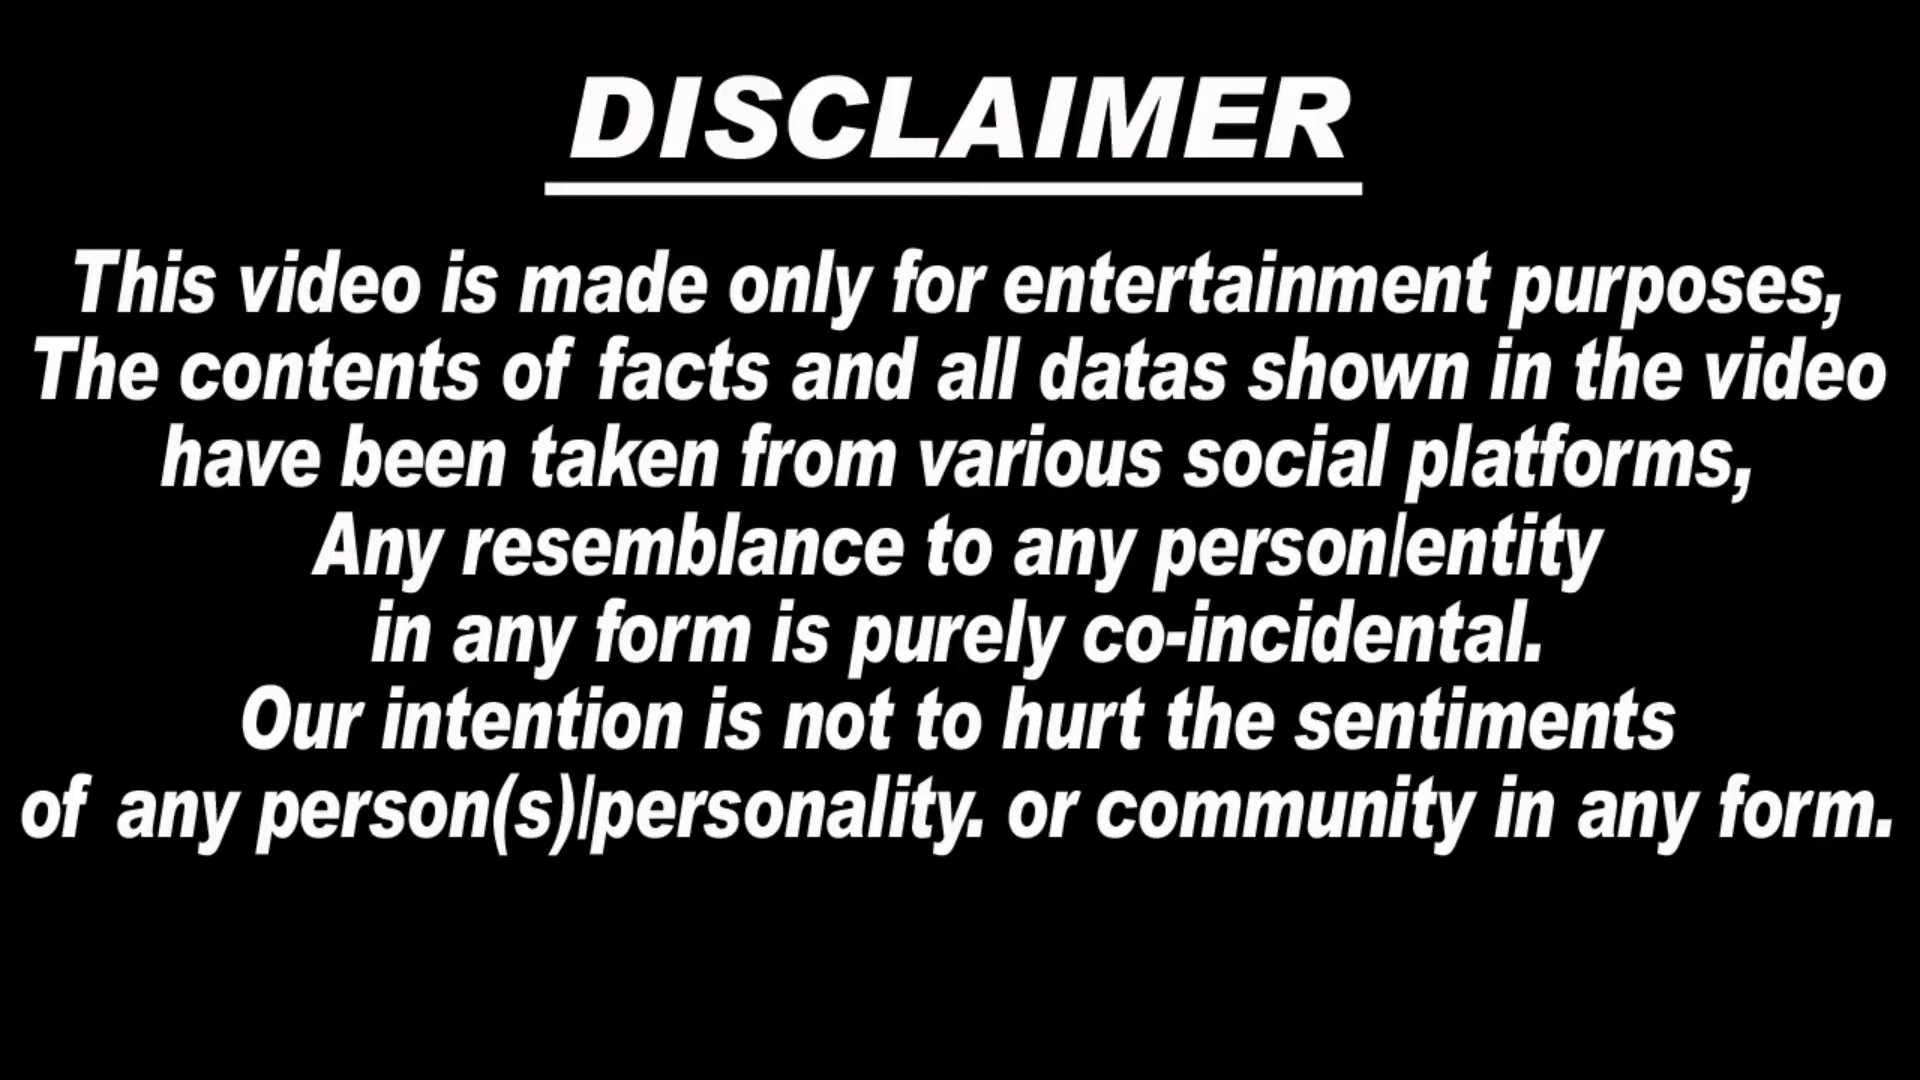 DISCLAIMER
This video is made only for entertainment purposes,
The contents of facts and all datas shown in the video
have been taken from various social platforms,
Any resemblance to any person|entity
in any form is purely co-incidental.
Our intention is not to hurt the sentiments
of any person(s)|personality. or community in any form.